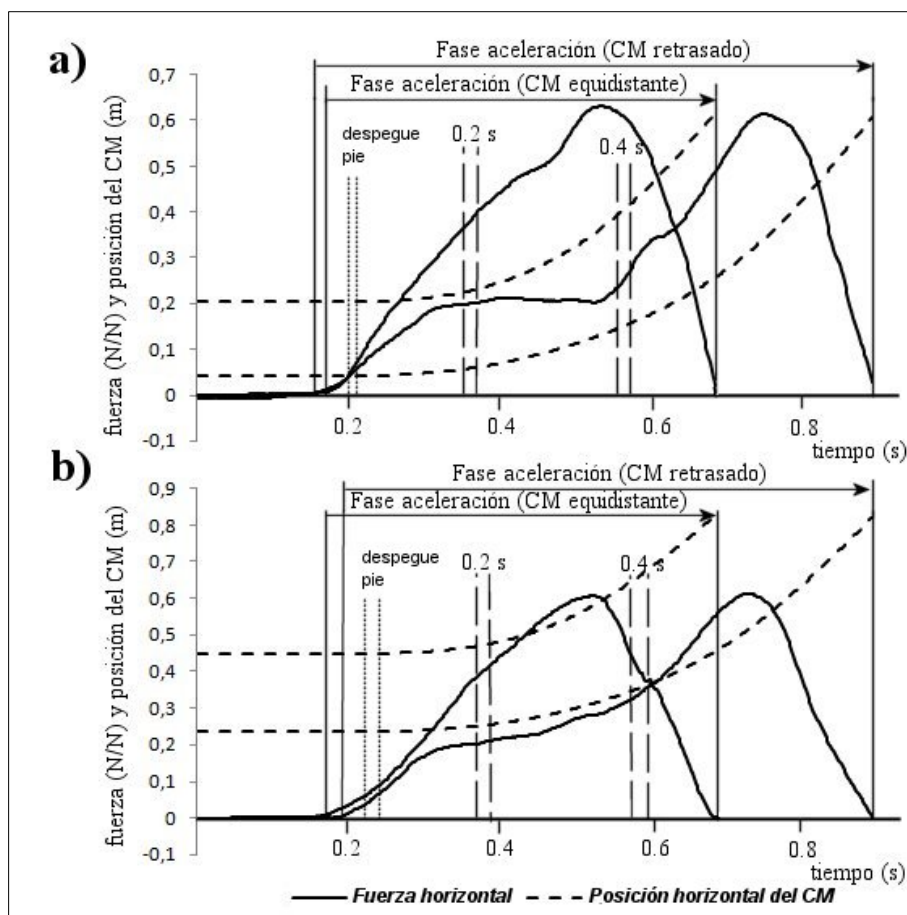 a)
Fase aceleración (CM retrasado)
Fase aceleración (CM equidistante)
fuerza (N/N) y posición del CM (m)
0,7
0,6
0,5
0,4
0,3
0,2
0,1
0
-0,1
despegue
pie
0.2 s
0.4 s
0.2
0.4
0.6
0.8
tiempo (s)
b)
Fase aceleración (CM retrasado)
Fase aceleración (CM equidistante)
fuerza (N/N) y posición del CM (m)
0,9
0,8
0,7
0,6
0,5
0,4
0,3
0,2
0,1
0
-0,1
despegue
pie
0.2 s
0.4 s
0.2
0.4
0.6
0.8
tiempo (s)
Fuerza horizontal
Posición horizontal del CM